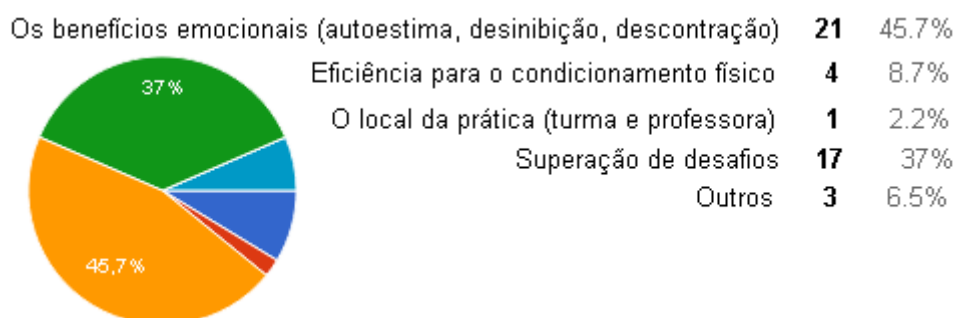 Os benefícios emocionais (autoestima, desinibição, descontração) 21 45.7%
Eficiência para o condicionamento físico 4 8.7%
O local da prática (turma e professora) 1 2.2%
Superação de desafios 17 37%
Outros 3 6.5%
37%
45,7%